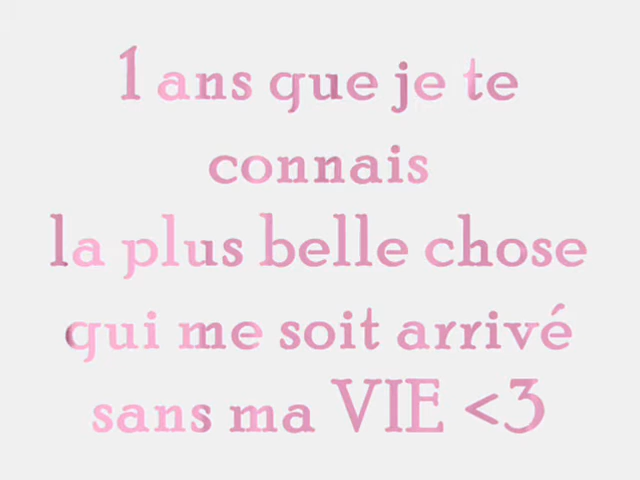 1 ans que je te
connais
la plus belle chose
qui me soit arrivé
sans ma VIE <3